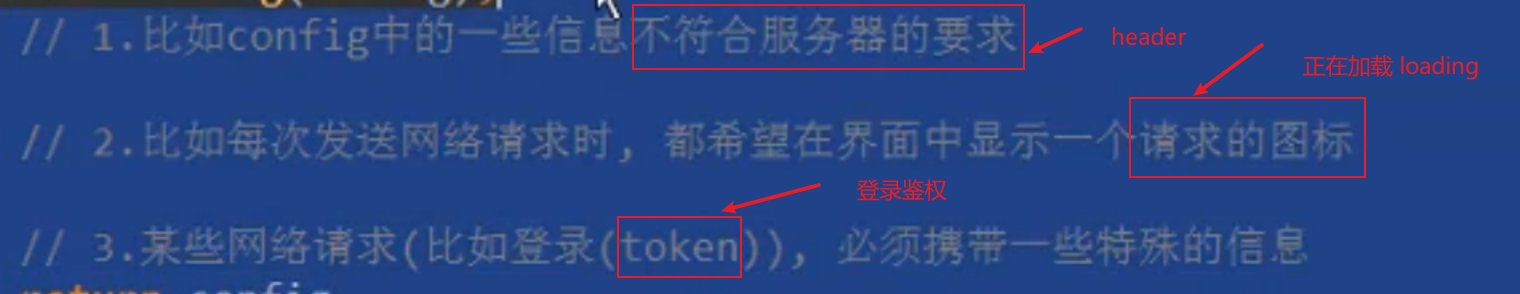 // 1.比如config中的一些信息不符合服务器的要求
header
正在加载 loading
// 2.比如每次发送网络请求时, 都希望在界面中显示一个请求的图标
登录鉴权
// 3.某些网络请求(比如登录(token)), 必须携带一些特殊的信息
return config